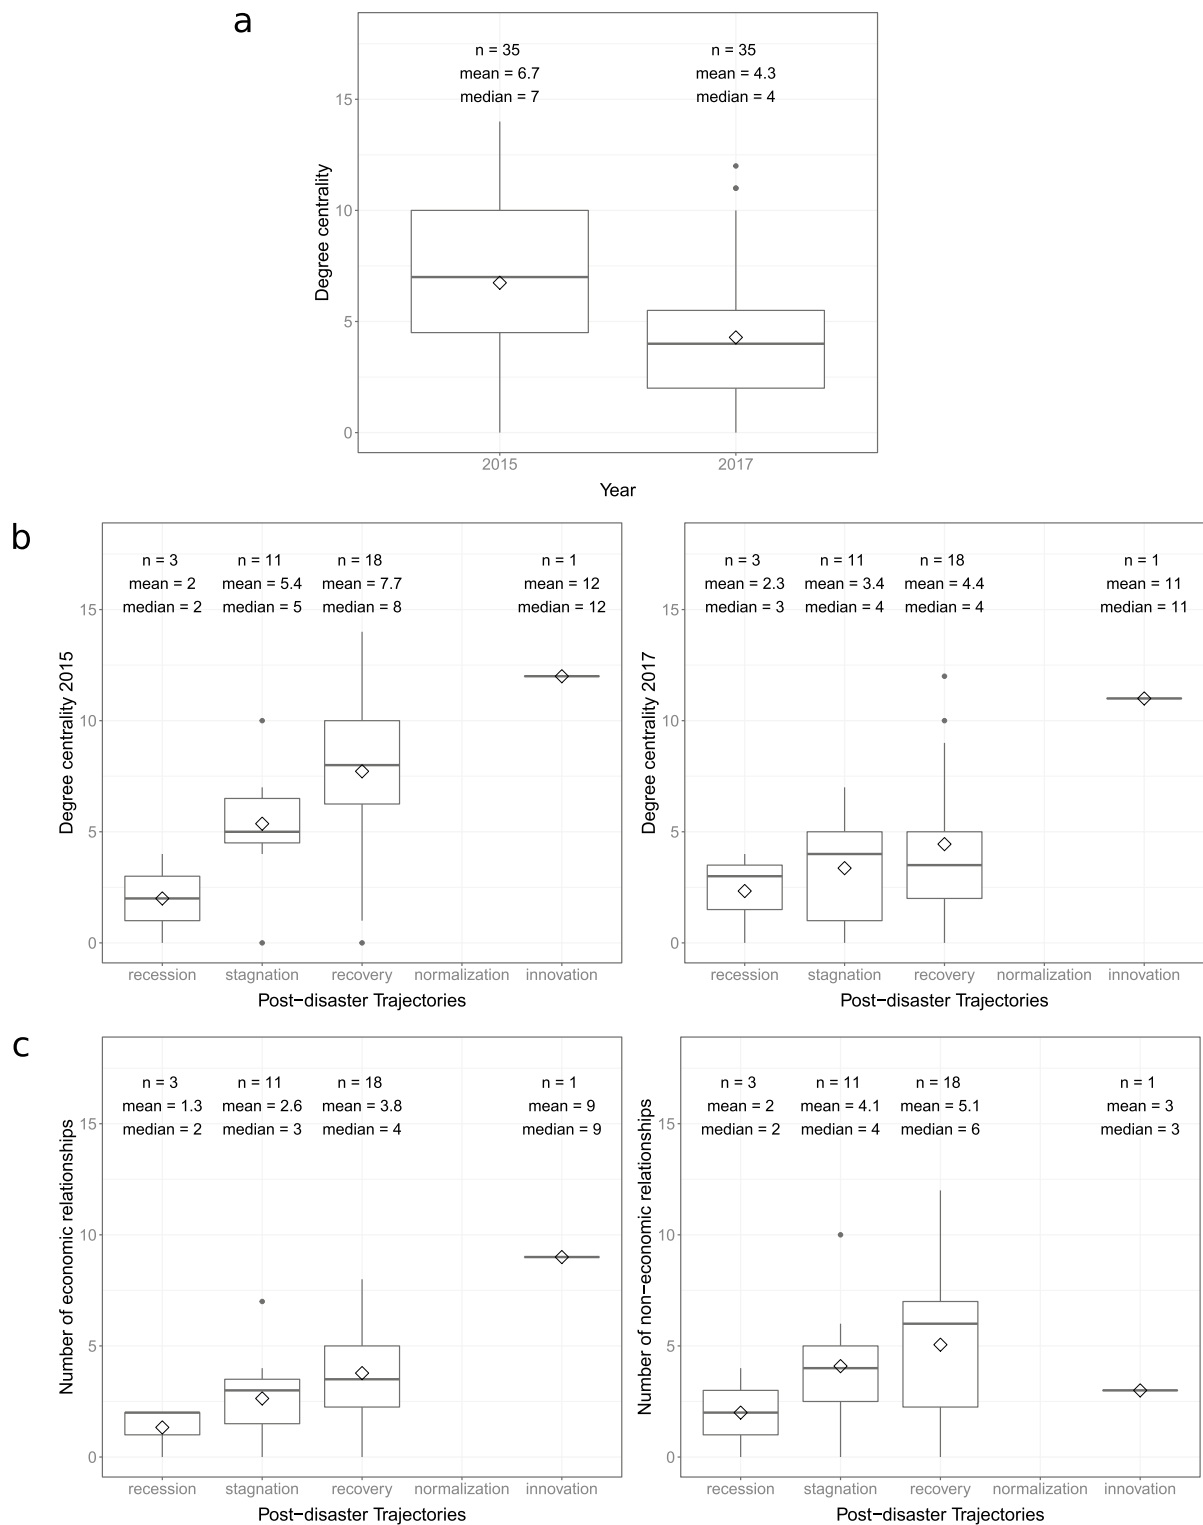 a
n = 35 n = 35
mean = 6.7 mean = 4.3
median = 7 median = 4
15
10
5
0
Degree centrality
2015 2017
Year
b
n = 3 n = 11 n = 18 n = 1
mean = 2 mean = 5.4 mean = 7.7 mean = 12
median = 2 median = 5 median = 8 median = 12
15
10
5
0
Degree centrality 2015
recession stagnation recovery normalization innovation
Post−disaster Trajectories
n = 3 n = 11 n = 18 n = 1
mean = 2.3 mean = 3.4 mean = 4.4 mean = 11
median = 3 median = 4 median = 4 median = 11
15
10
5
0
Degree centrality 2017
recession stagnation recovery normalization innovation
Post−disaster Trajectories
c
n = 3 n = 11 n = 18 n = 1
mean = 1.3 mean = 2.6 mean = 3.8 mean = 9
median = 2 median = 3 median = 4 median = 9
15
10
5
0
Number of economic relationships
recession stagnation recovery normalization innovation
Post−disaster Trajectories
n = 3 n = 11 n = 18 n = 1
mean = 2 mean = 4.1 mean = 5.1 mean = 3
median = 2 median = 4 median = 6 median = 3
15
10
5
0
Number of non−economic relationships
recession stagnation recovery normalization innovation
Post−disaster Trajectories